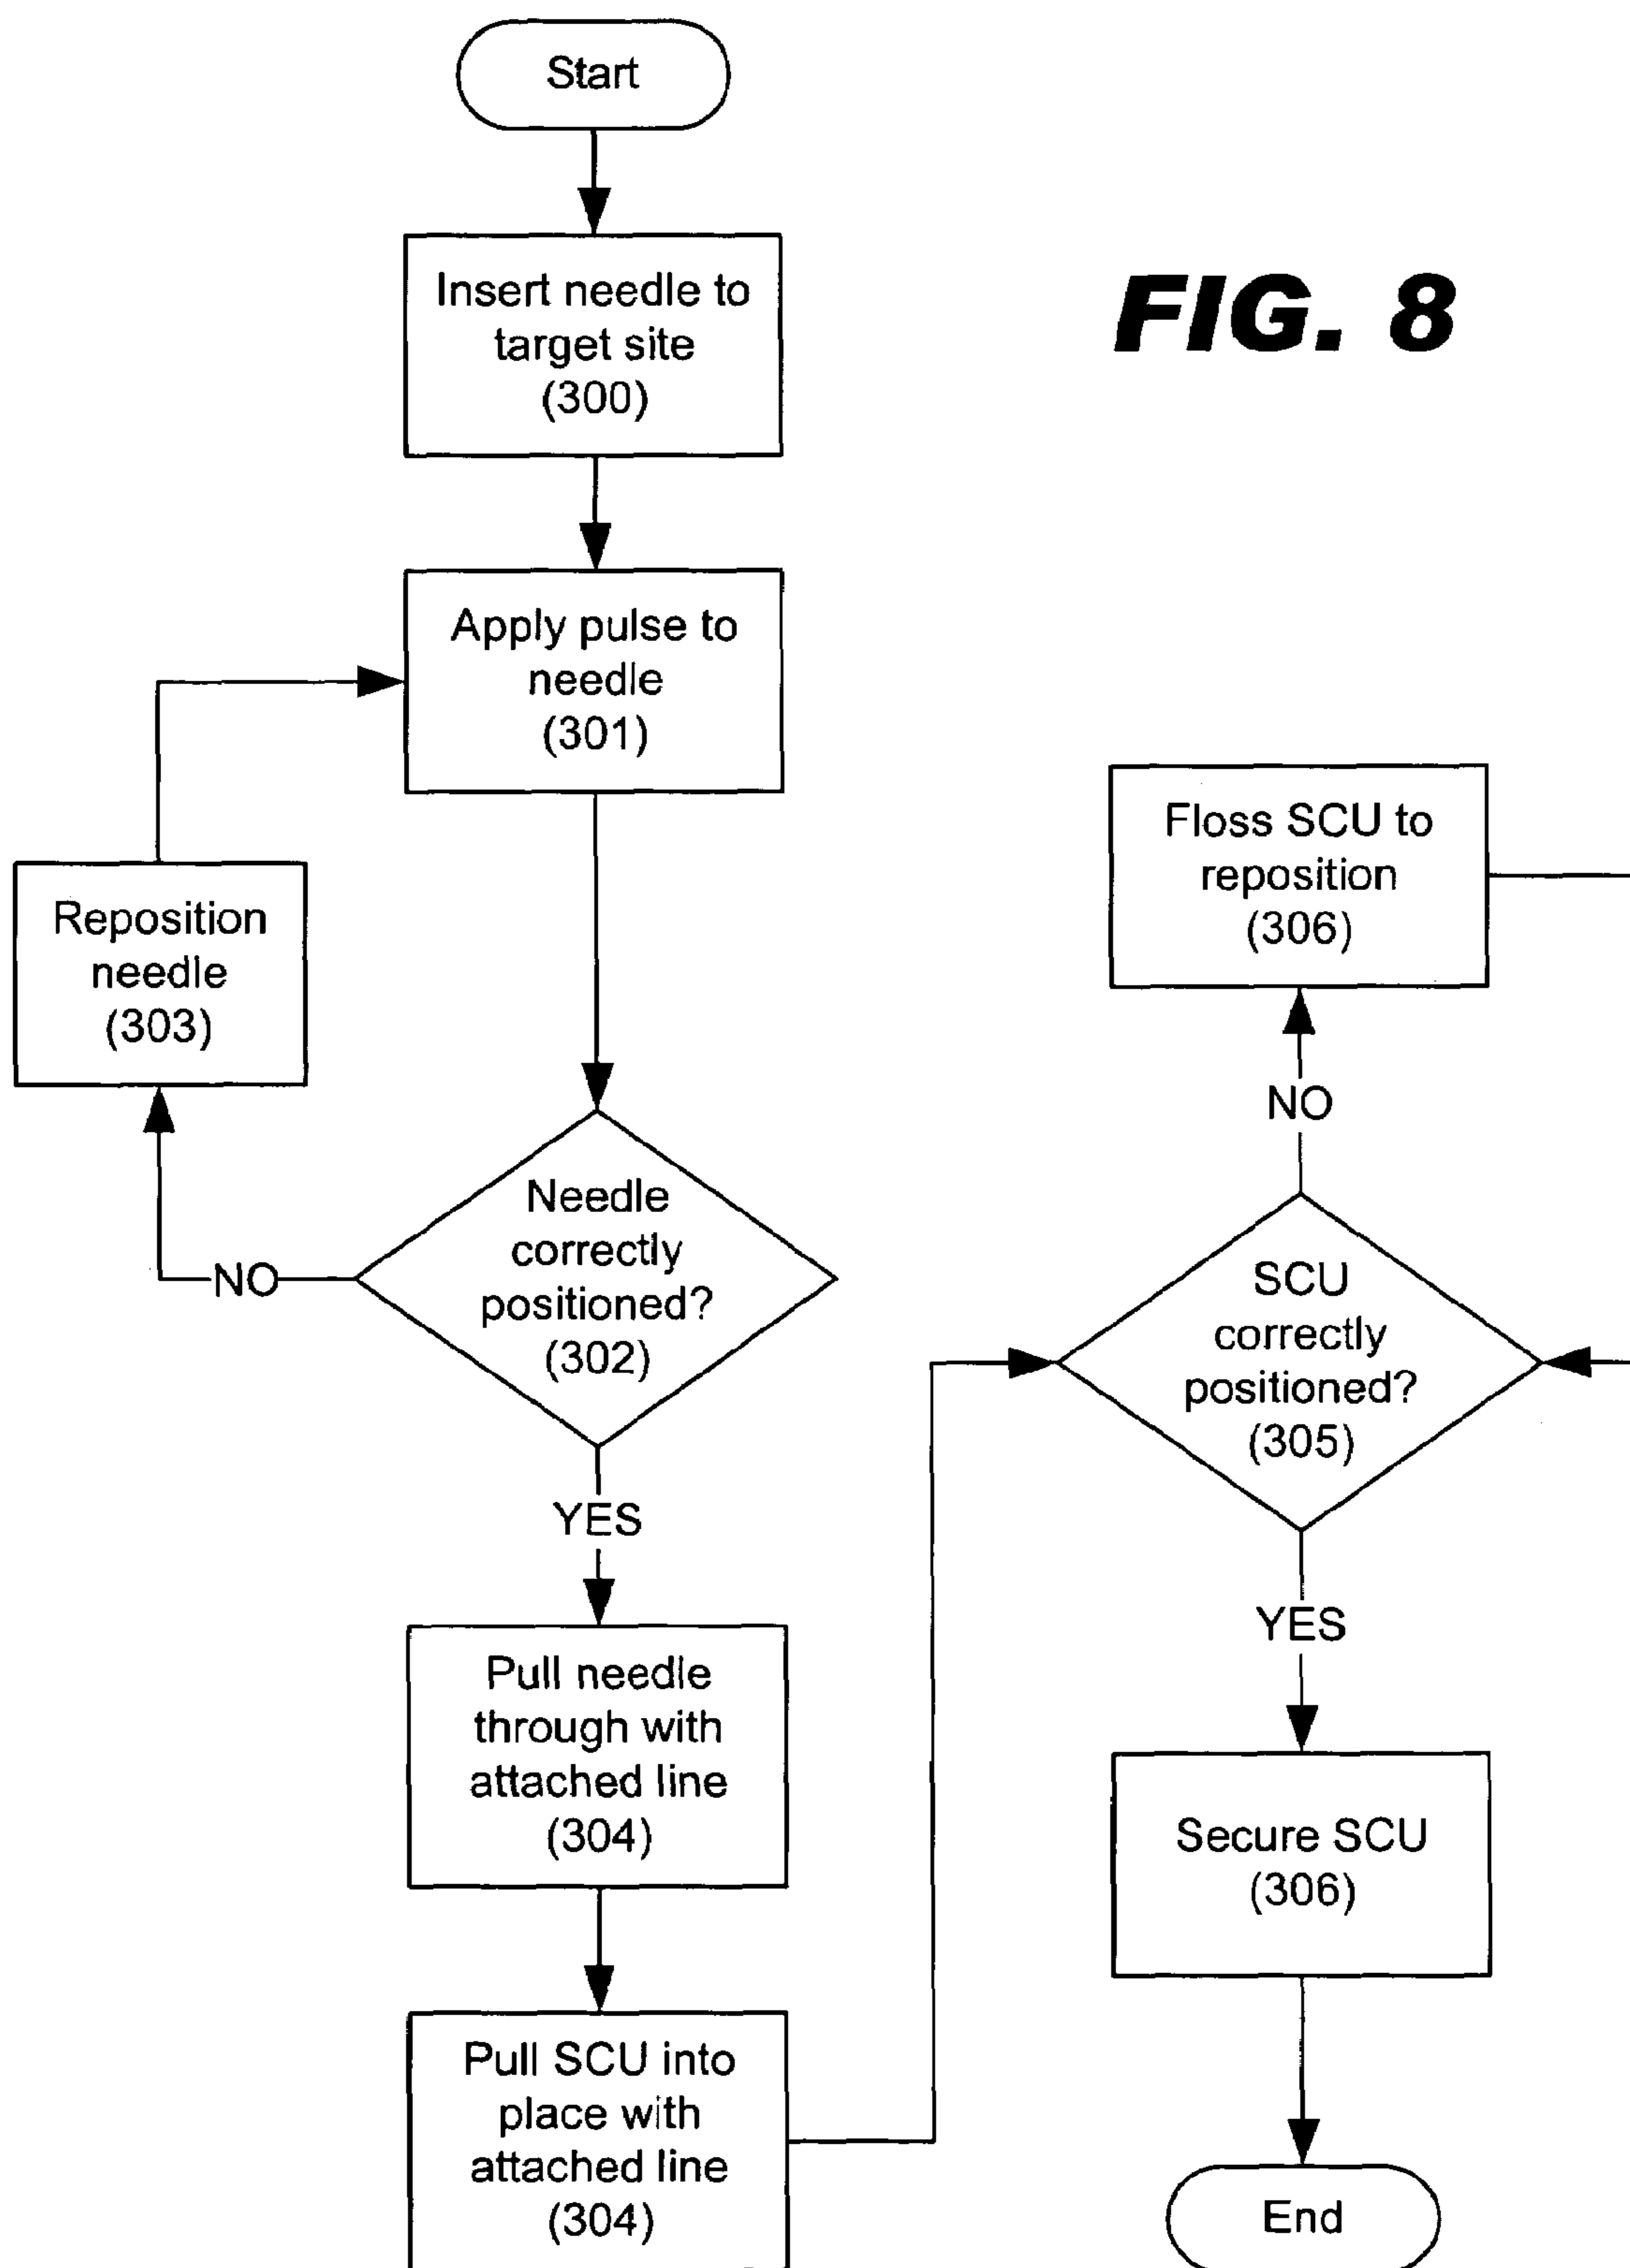 Start
Insert needle to
target site
(300)
FIG. 8
Apply pulse to
needle
(301)
Reposition
needle
(303)
Needle
correctly
positioned?
(302)
NO
YES
Pull needle
through with
attached line
(304)
Pull SCU into
place with
attached line
(304)
Floss SCU to
reposition
(306)
NO
SCU
correctly
positioned?
(305)
YES
Secure SCU
(306)
End